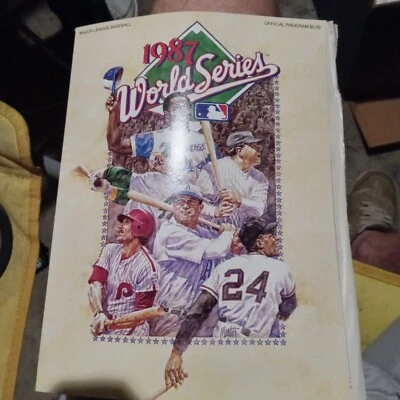 MAJOR LEAGUE BASEBALL
OFFICIAL PROGRAM $5.00
1987
World Series
P
24